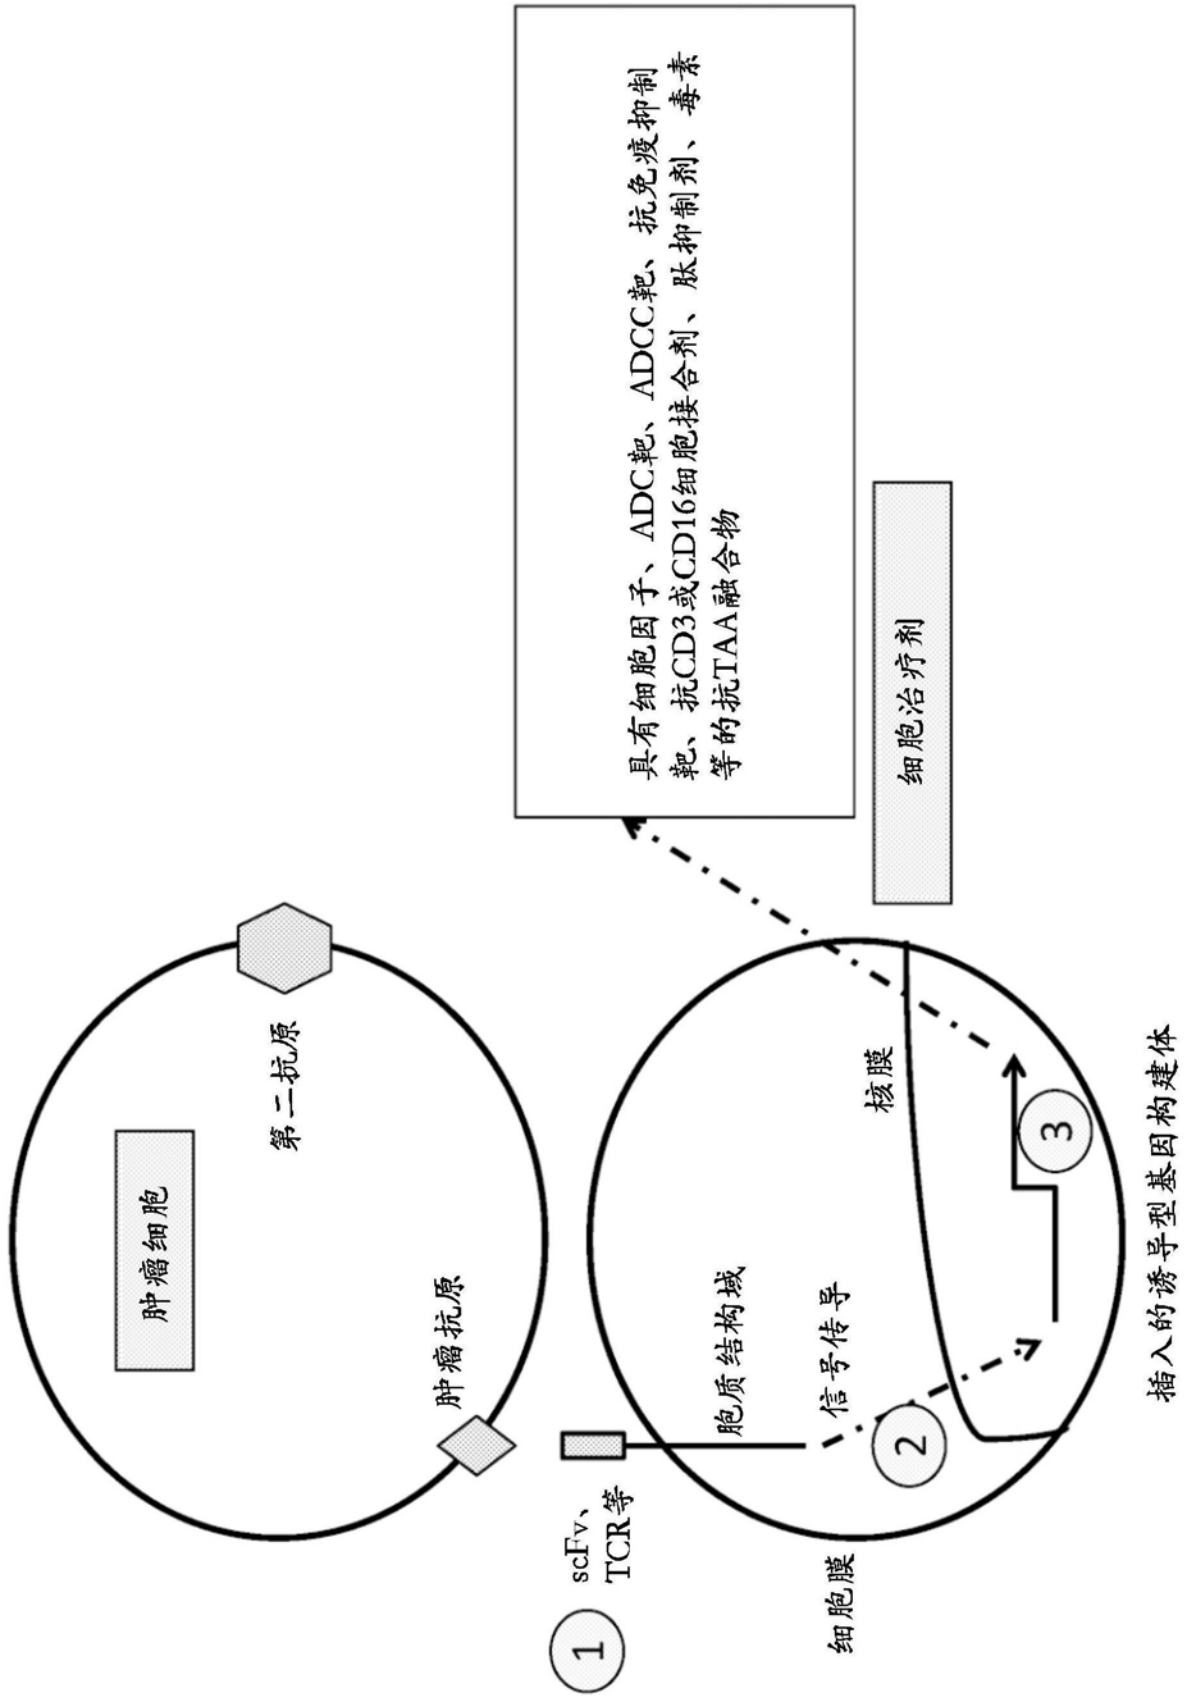 肿瘤细胞
第二抗原
肿瘤抗原
1
scFv、
TCR等
具有细胞因子、ADC靶、ADCC靶、抗免疫抑制
靶、抗CD3或CD16细胞接合剂、肽抑制剂、毒素
等的抗TAA融合物
胞质结构域
信号传导
细胞膜
2
核膜
细胞治疗剂
3
插入的诱导型基因构建体